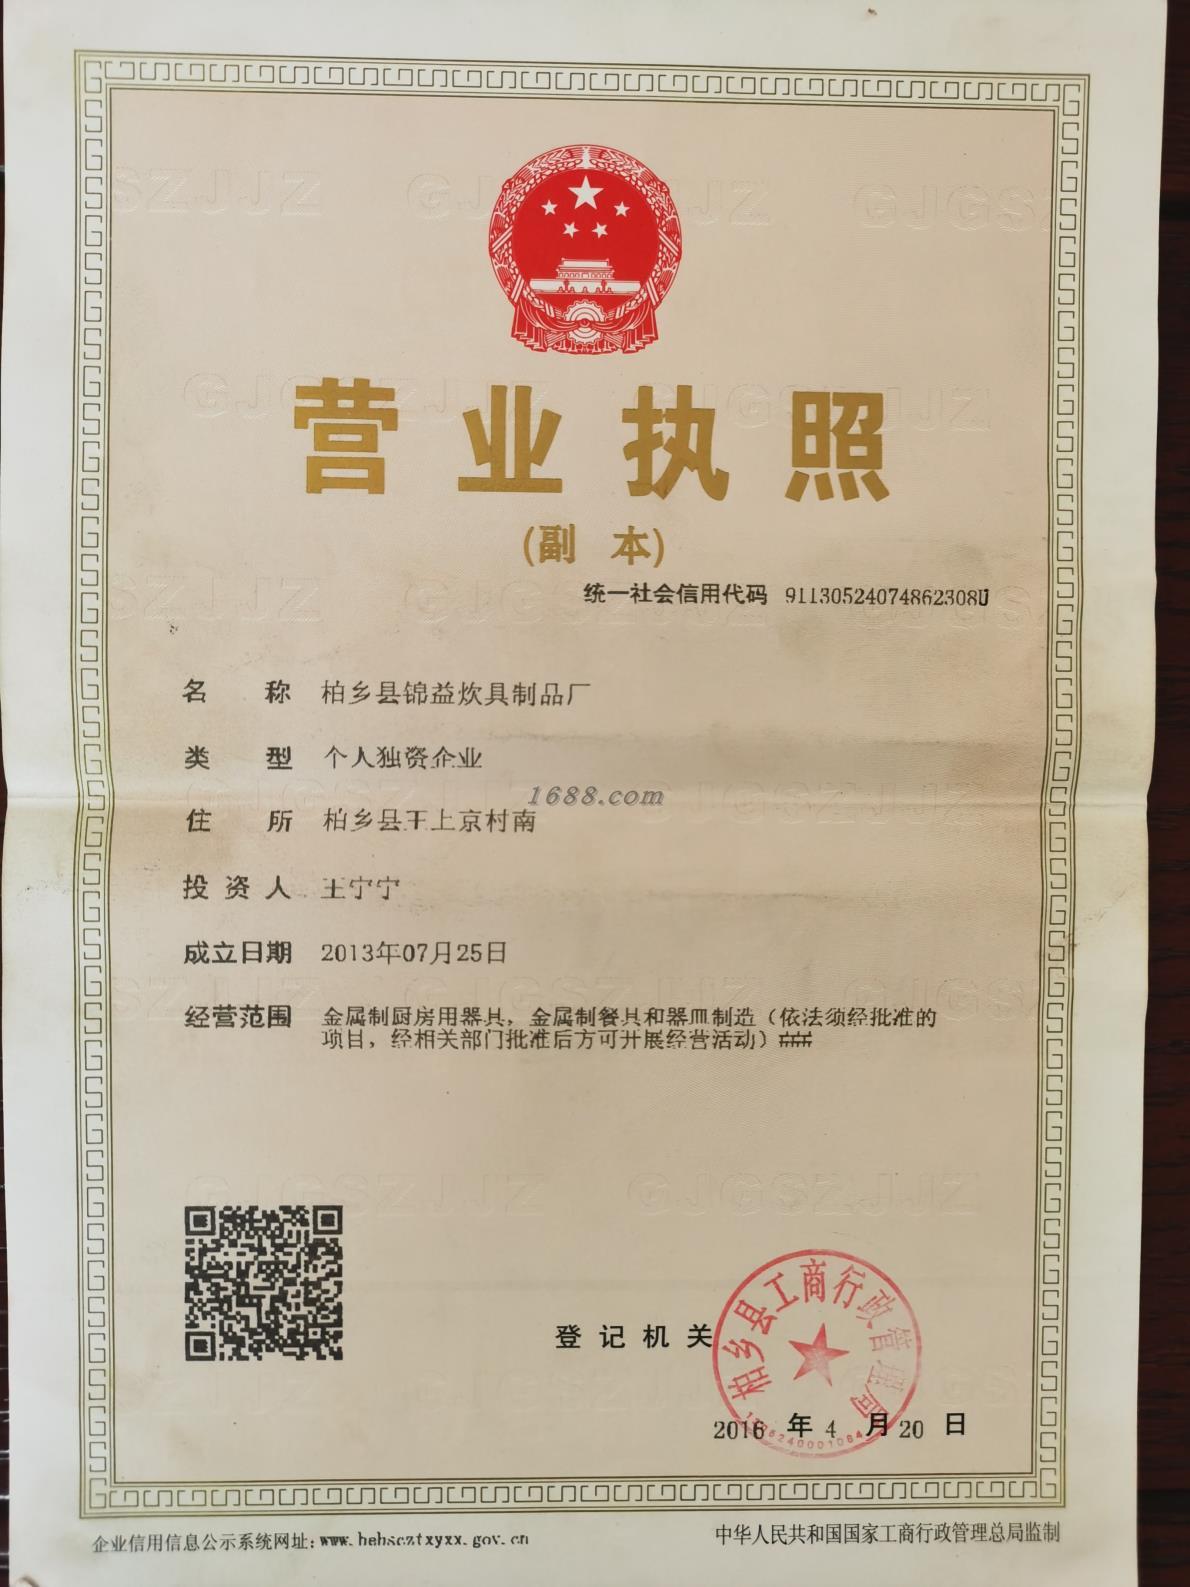 营业执照
(副 本)
统一社会信用代码 91130524074862308U
名 称 柏乡县锦益炊具制品厂
类 型 个人独资企业
1688.com
住 所 柏乡县王上京村南
投资人 王宁宁
成立日期 2013年07月25日
经营范围 金属制厨房用器具，金属制餐具和器皿制造（依法须经批准的
项目，经相关部门批准后方可开展经营活动）###
登记机关
柏乡县工商行政管理局
2016 年 4 月 20 日
企业信用信息公示系统网址：www.hebscztxyxx.gov.cn
中华人民共和国国家工商行政管理总局监制